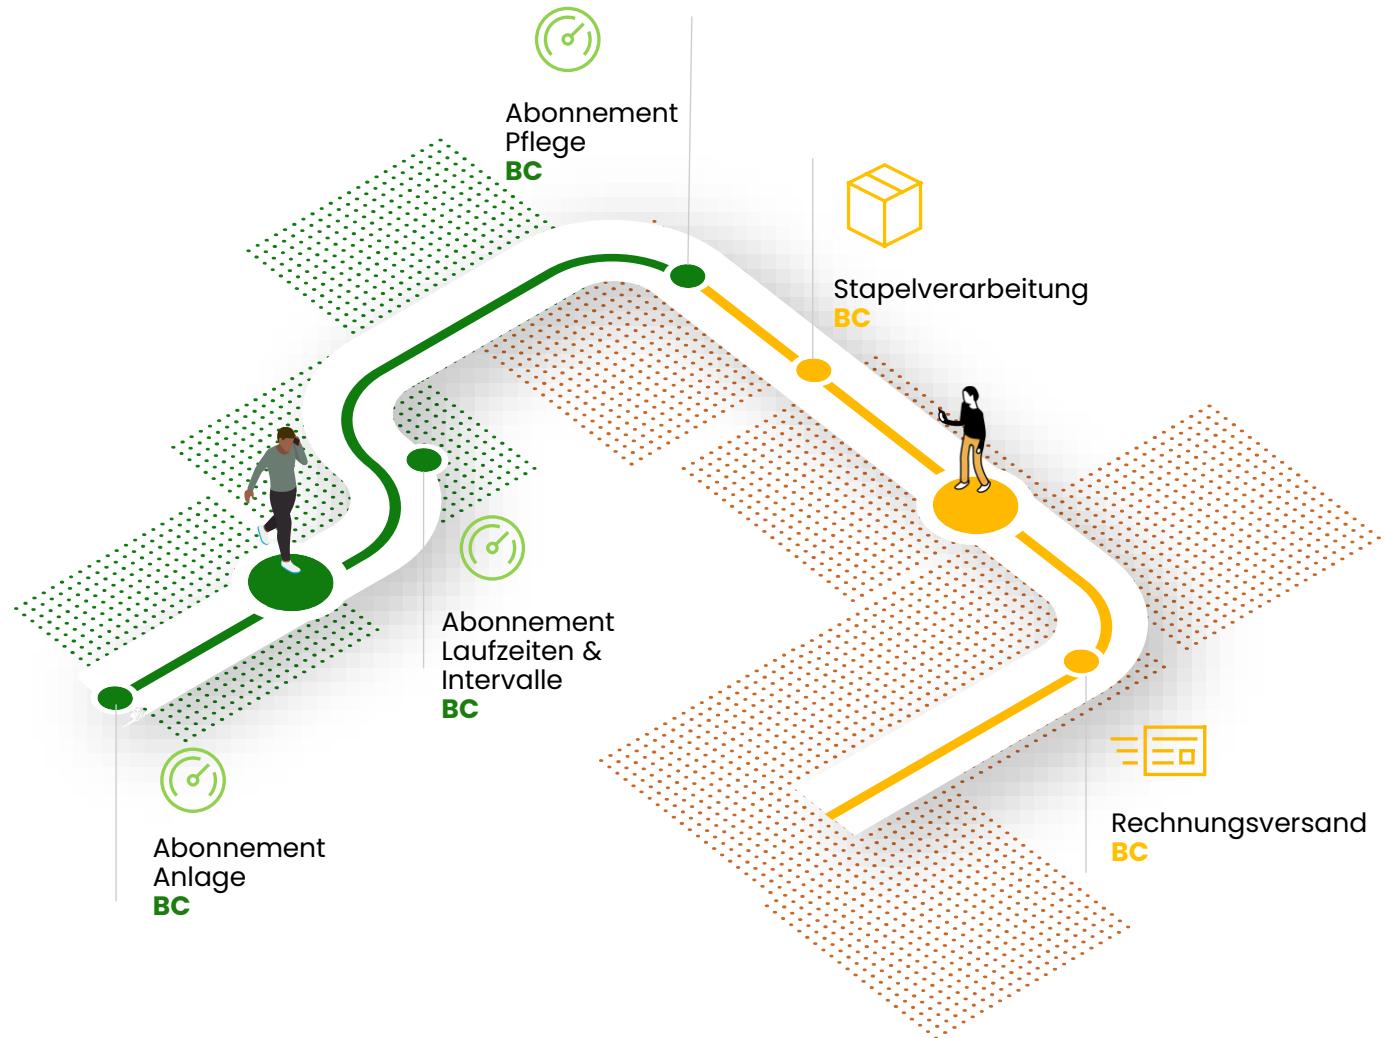 Abonnement
Pflege
BC
Stapelverarbeitung
BC
Abonnement
Laufzeiten &
Intervalle
BC
Abonnement
Anlage
BC
Rechnungsversand
BC